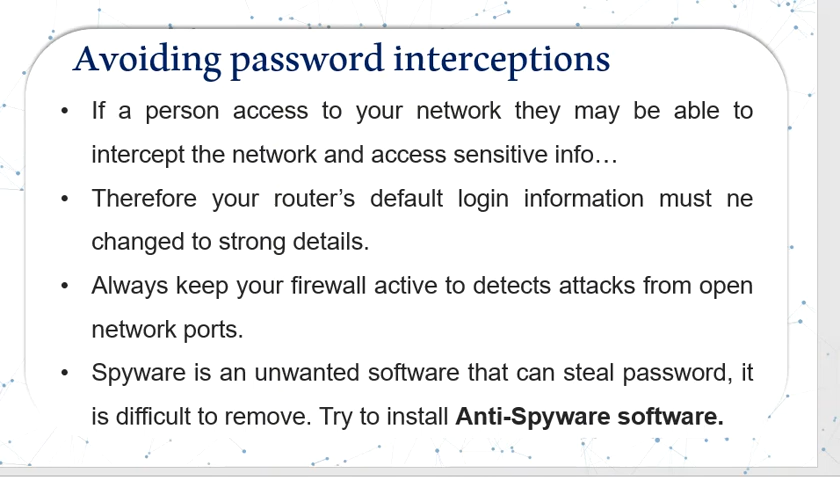 Avoiding password interceptions
• If a person access to your network they may be able to
intercept the network and access sensitive info…
• Therefore your router’s default login information must ne
changed to strong details.
• Always keep your firewall active to detects attacks from open
network ports.
• Spyware is an unwanted software that can steal password, it
is difficult to remove. Try to install Anti-Spyware software.